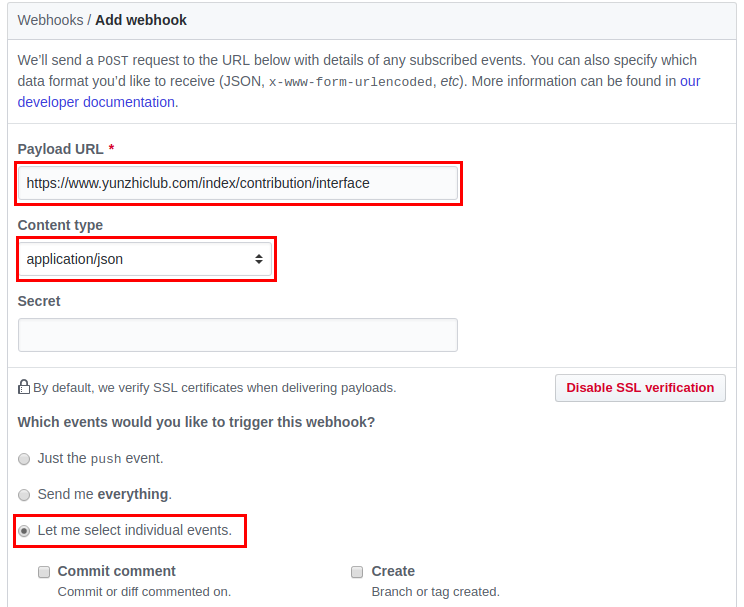 Webhooks / Add webhook
We’ll send a POST request to the URL below with details of any subscribed events. You can also specify which
data format you’d like to receive (JSON, x-www-form-urlencoded, etc). More information can be found in our
developer documentation.
Payload URL *
https://www.yunzhiclub.com/index/contribution/interface
Content type
application/json
Secret
By default, we verify SSL certificates when delivering payloads.
Disable SSL verification
Which events would you like to trigger this webhook?
Just the push event.
Send me everything.
Let me select individual events.
Commit comment
Commit or diff commented on.
Create
Branch or tag created.